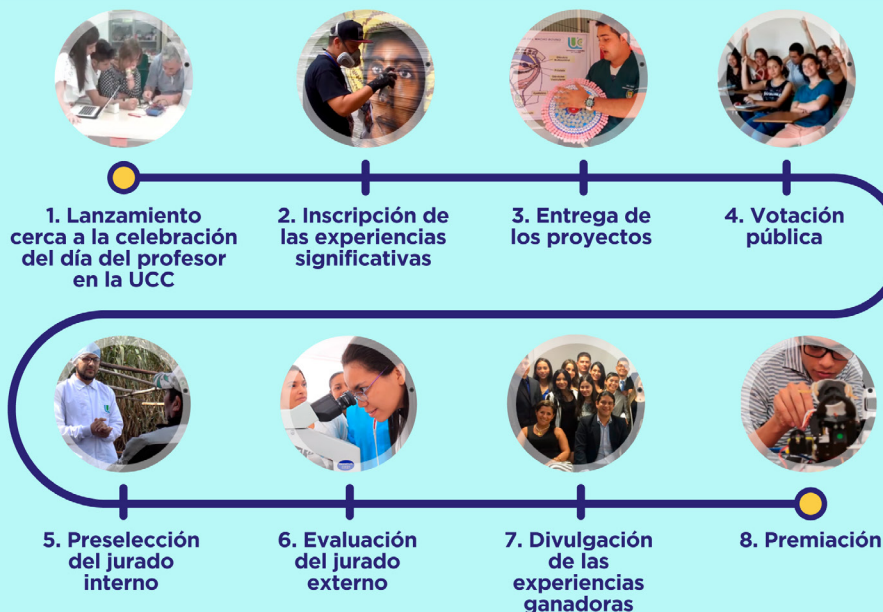 1. Lanzamiento
cerca a la celebración
del día del profesor
en la UCC
2. Inscripción de
las experiencias
significativas
3. Entrega de
los proyectos
4. Votación
pública
5. Preselección
del jurado
interno
6. Evaluación
del jurado
externo
7. Divulgación
de las
experiencias
ganadoras
8. Premiación